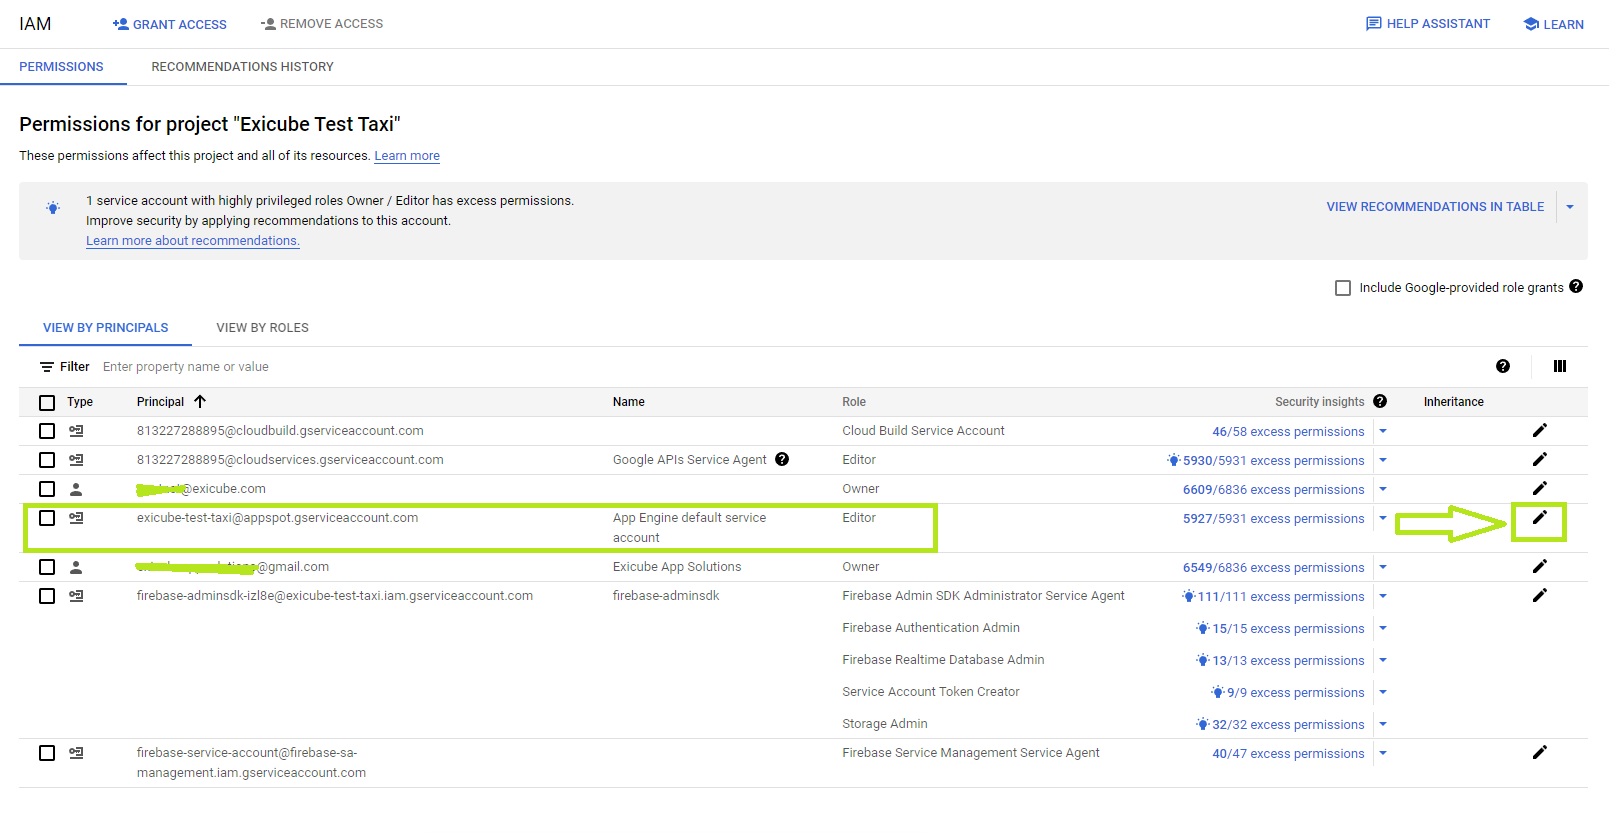 IAM GRANT ACCESS REMOVE ACCESS HELP ASSISTANT LEARN
PERMISSIONS RECOMMENDATIONS HISTORY
Permissions for project "Exicube Test Taxi"
These permissions affect this project and all of its resources. Learn more
1 service account with highly privileged roles Owner / Editor has excess permissions.
Improve security by applying recommendations to this account.
Learn more about recommendations.
VIEW RECOMMENDATIONS IN TABLE
Include Google-provided role grants
VIEW BY PRINCIPALS VIEW BY ROLES
Filter Enter property name or value
Type Principal Name Role Security insights Inheritance
813227288895@cloudbuild.gserviceaccount.com Cloud Build Service Account 46/58 excess permissions
813227288895@cloudservices.gserviceaccount.com Google APIs Service Agent Editor 5930/5931 excess permissions
@exicube.com Owner 6609/6836 excess permissions
exicube-test-taxi@appspot.gserviceaccount.com App Engine default service Editor 5927/5931 excess permissions
account
@gmail.com Exicube App Solutions Owner 6549/6836 excess permissions
firebase-adminsdk-izl8e@exicube-test-taxi.iam.gserviceaccount.com firebase-adminsdk Firebase Admin SDK Administrator Service Agent 111/111 excess permissions
Firebase Authentication Admin 15/15 excess permissions
Firebase Realtime Database Admin 13/13 excess permissions
Service Account Token Creator 9/9 excess permissions
Storage Admin 32/32 excess permissions
firebase-service-account@firebase-sa- Firebase Service Management Service Agent 40/47 excess permissions
management.iam.gserviceaccount.com